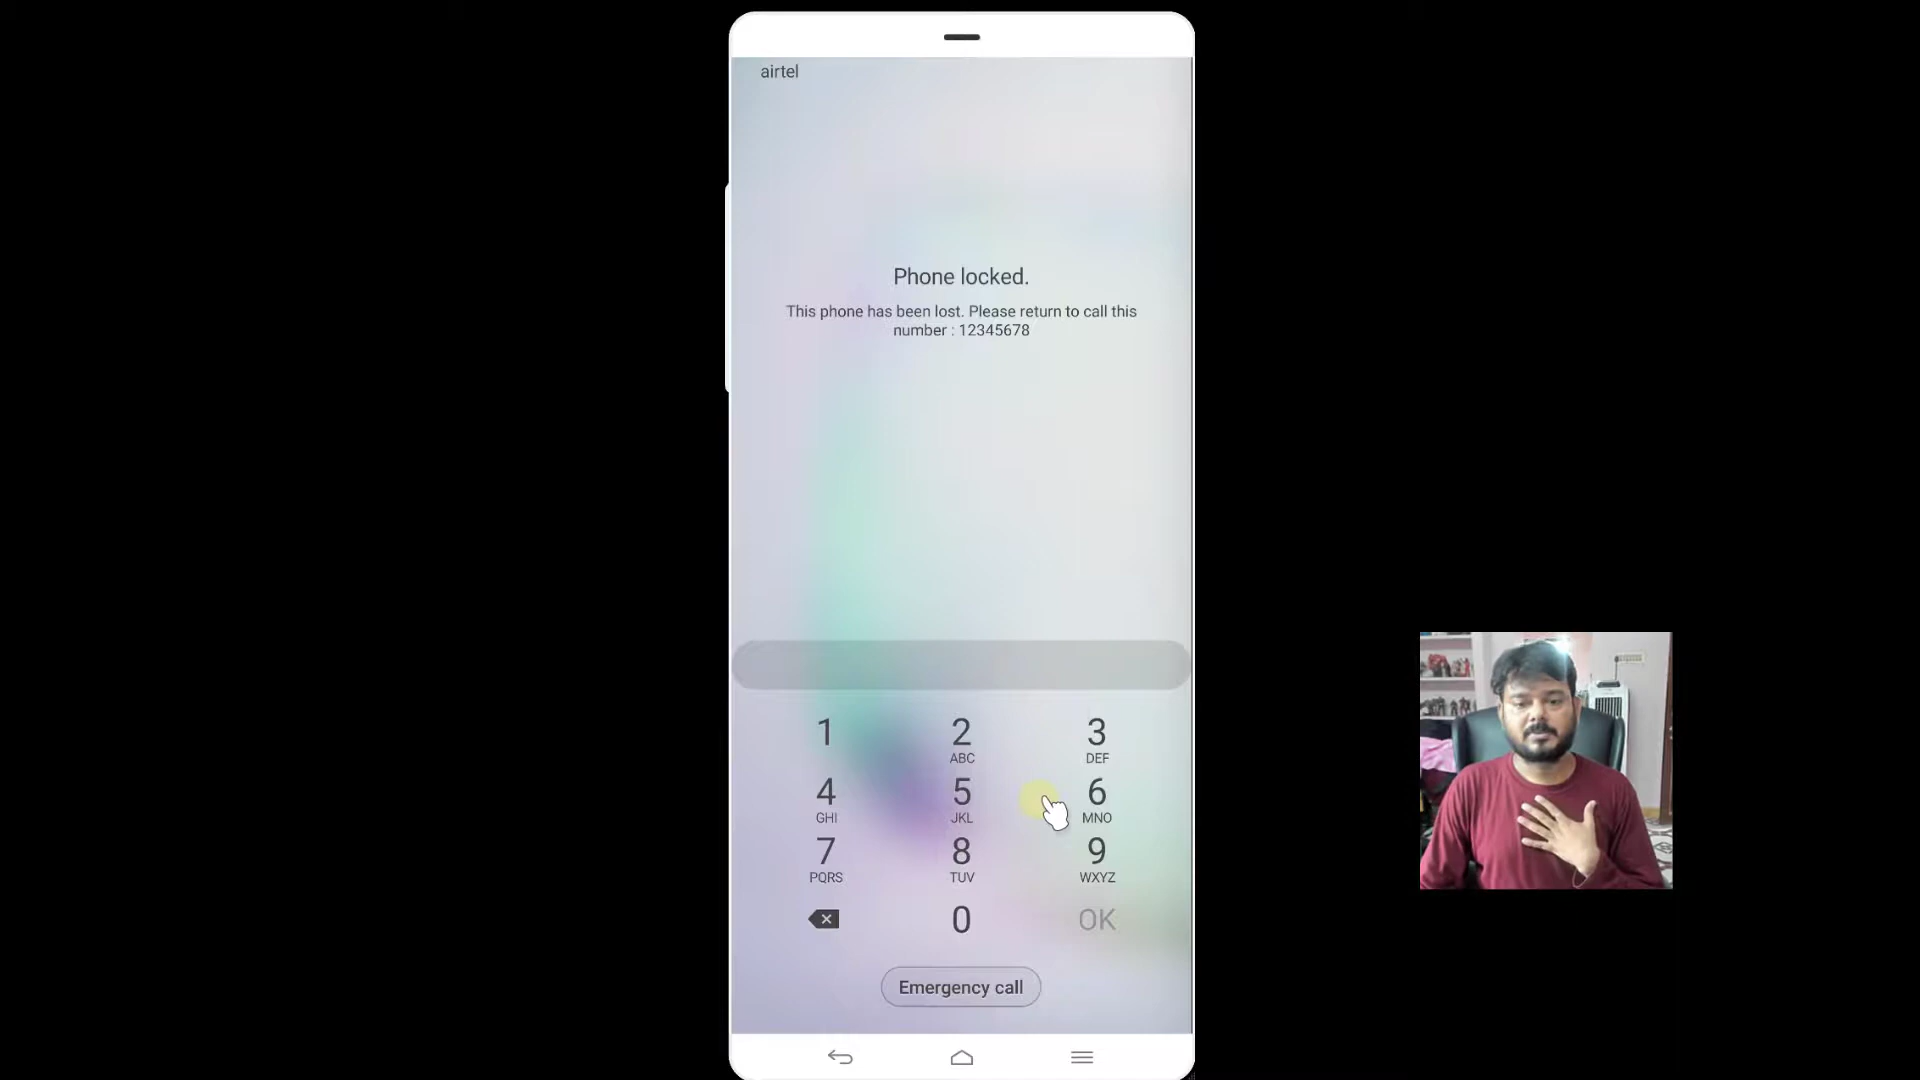 airtel
Phone locked.
This phone has been lost. Please return to call this
number : 12345678
1 2 3
ABC DEF
4 5 6
GHI JKL MNO
7 8 9
PQRS TUV WXYZ
0 OK
Emergency call